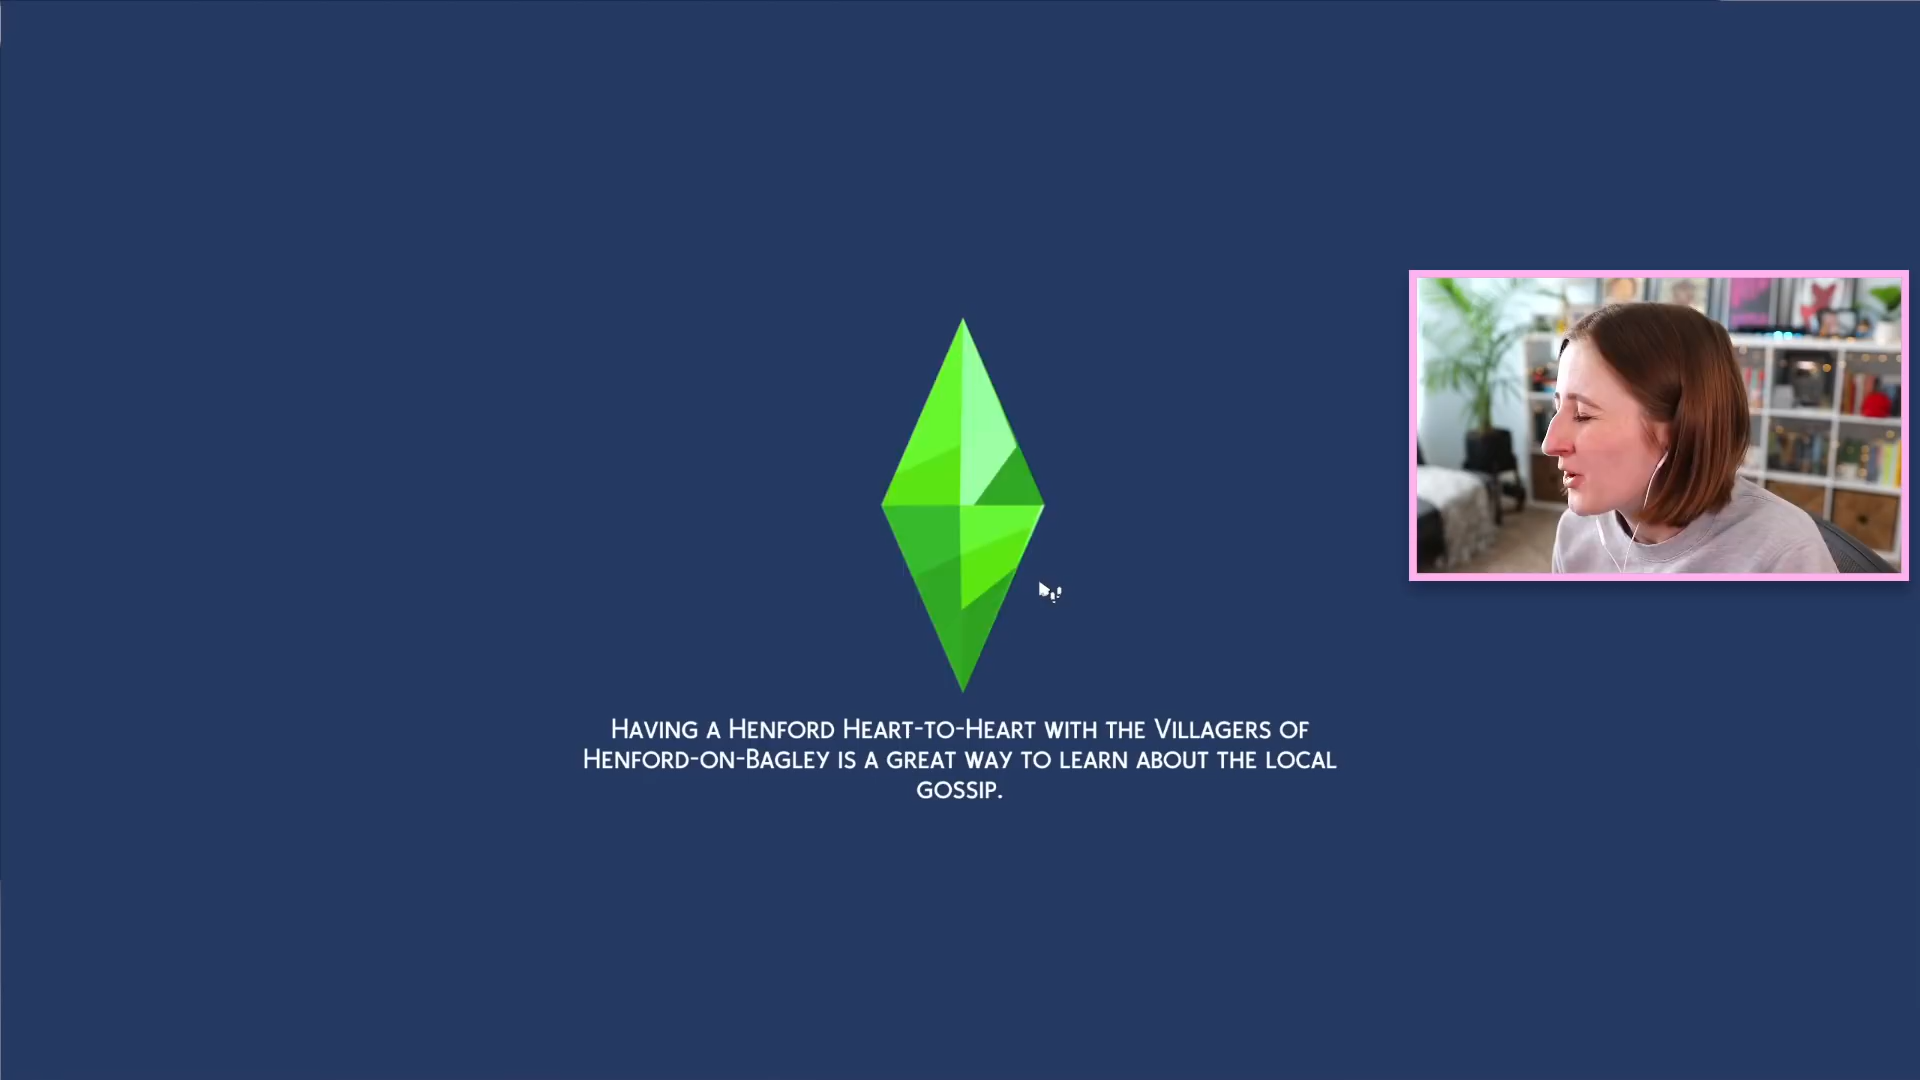 Having a Henford Heart-to-Heart with the Villagers of
Henford-on-Bagley is a great way to learn about the local
gossip.